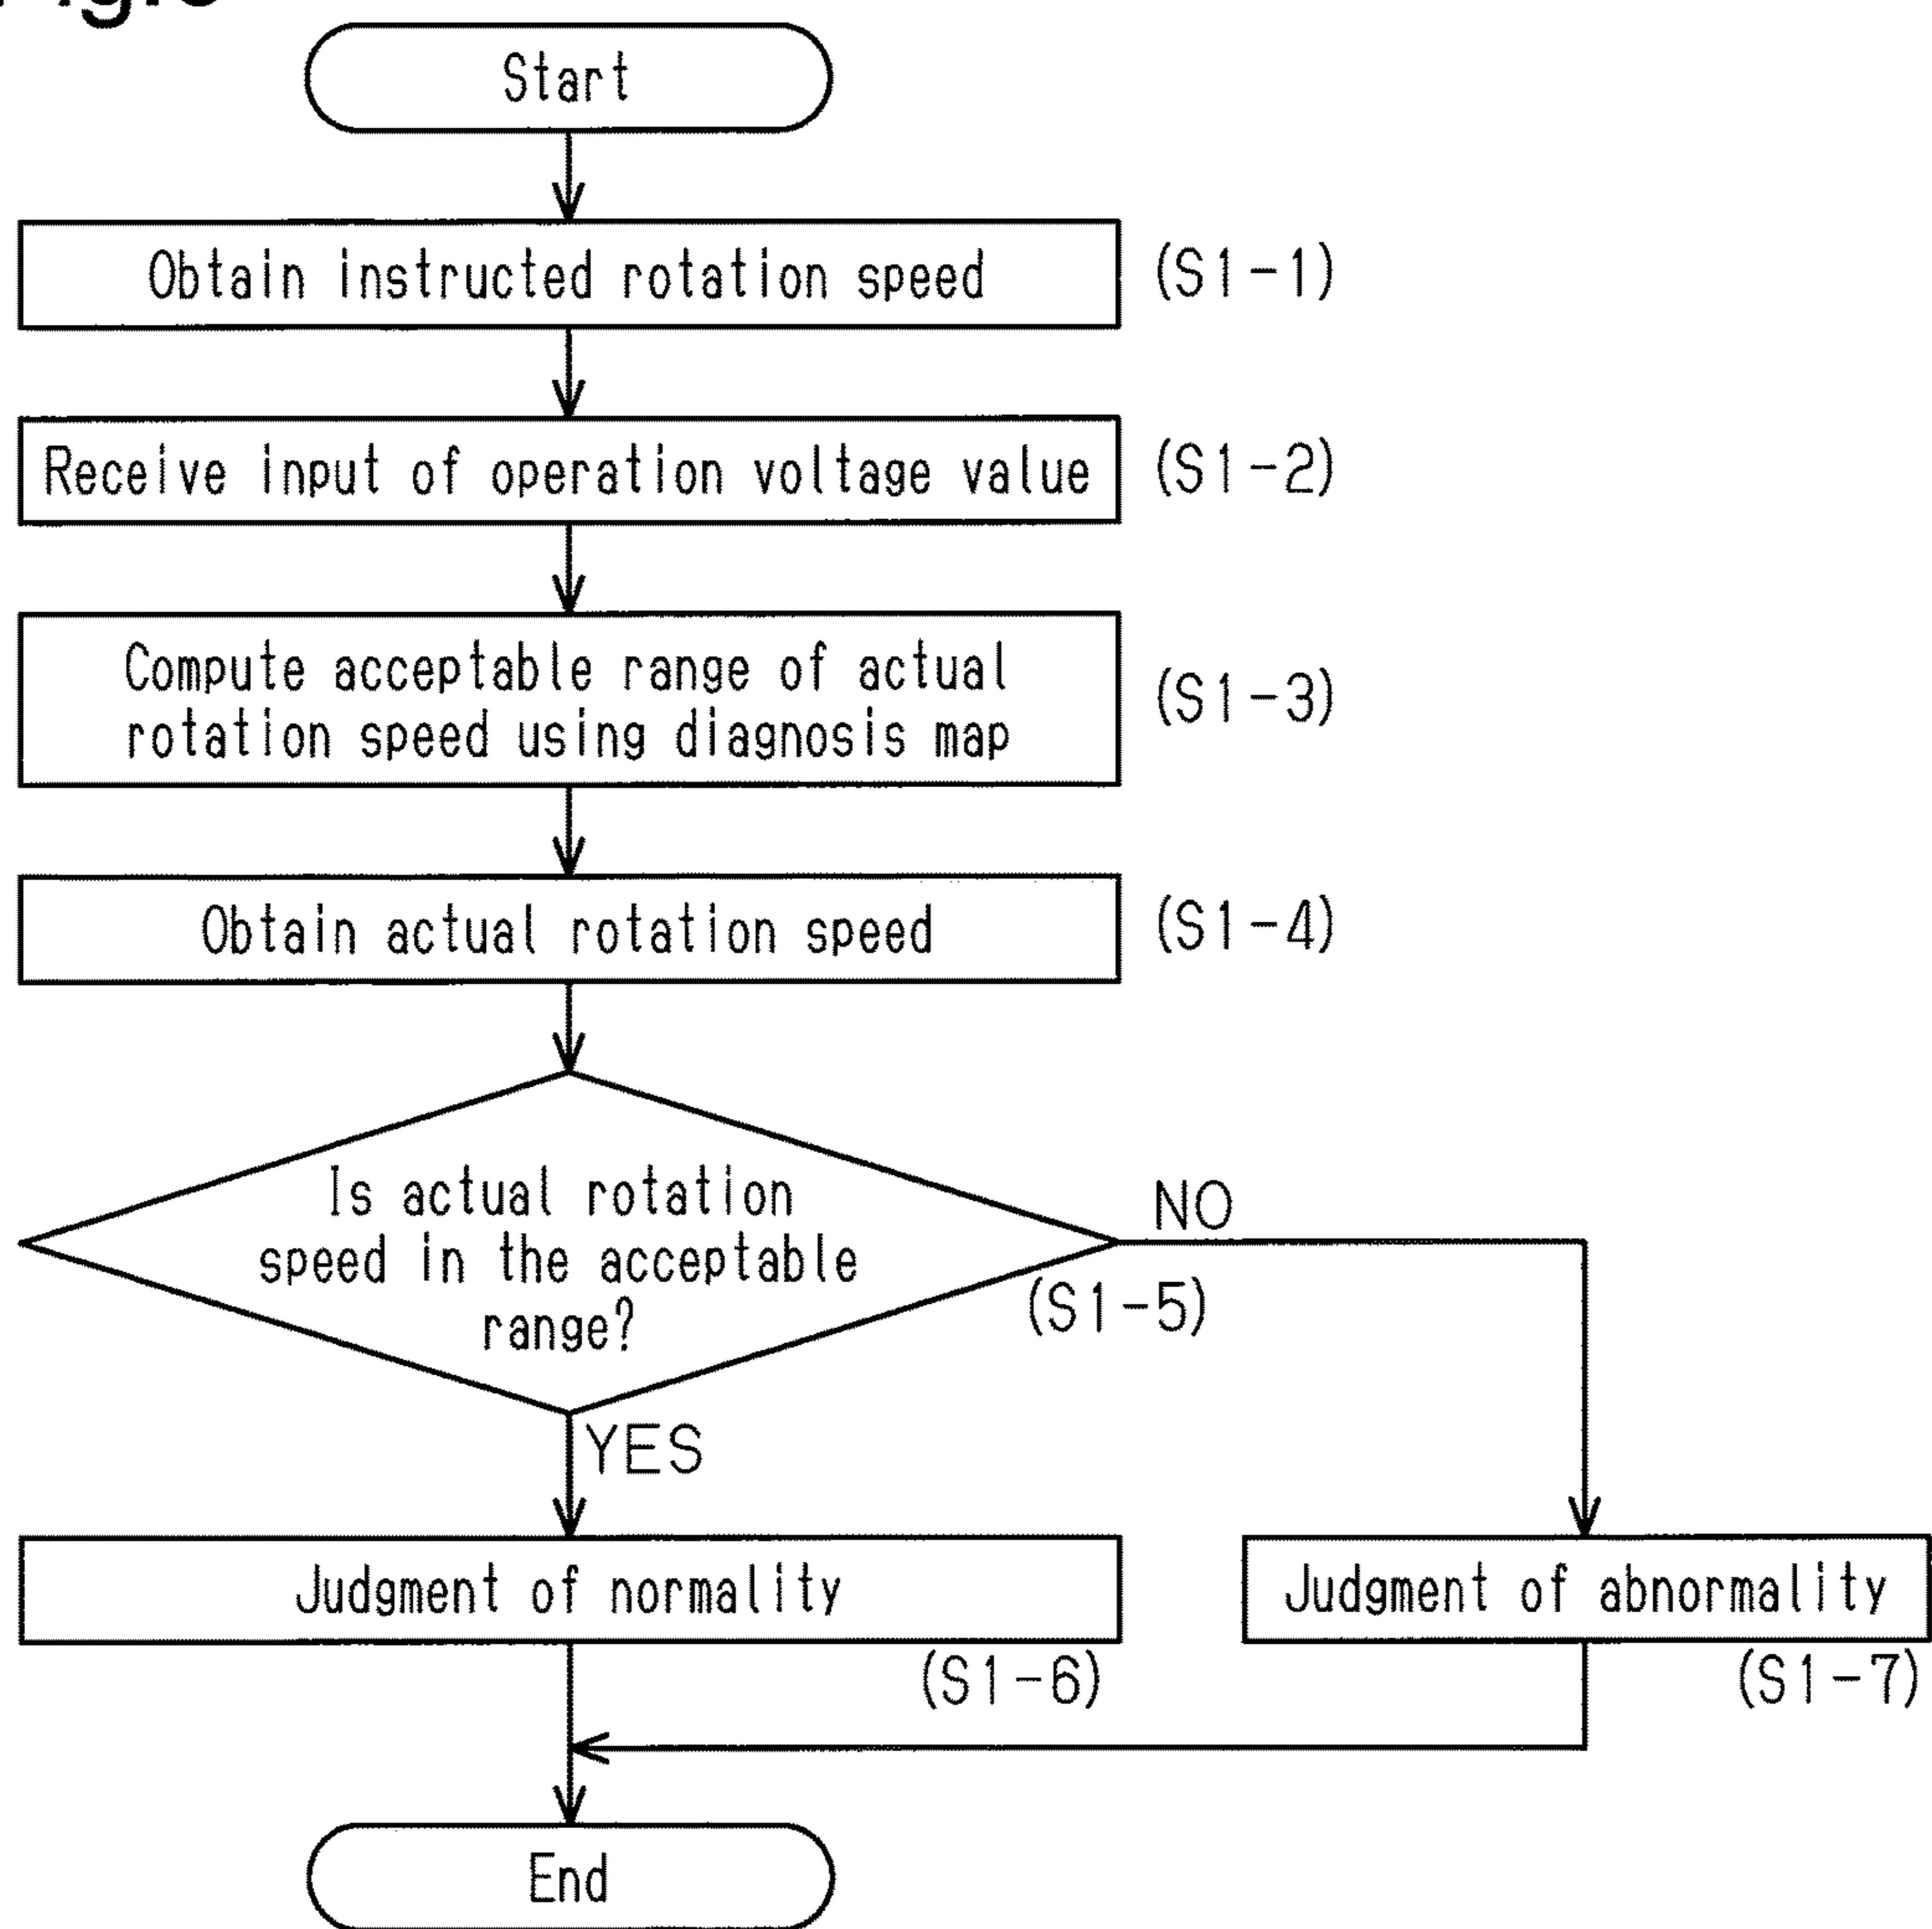 Start
Obtain instructed rotation speed
(S1-1)
Receive input of operation voltage value
(S1-2)
Compute acceptable range of actual
rotation speed using diagnosis map
(S1-3)
Obtain actual rotation speed
(S1-4)
Is actual rotation
speed in the acceptable
range?
(S1-5)
NO
YES
Judgment of normality
(S1-6)
Judgment of abnormality
(S1-7)
End